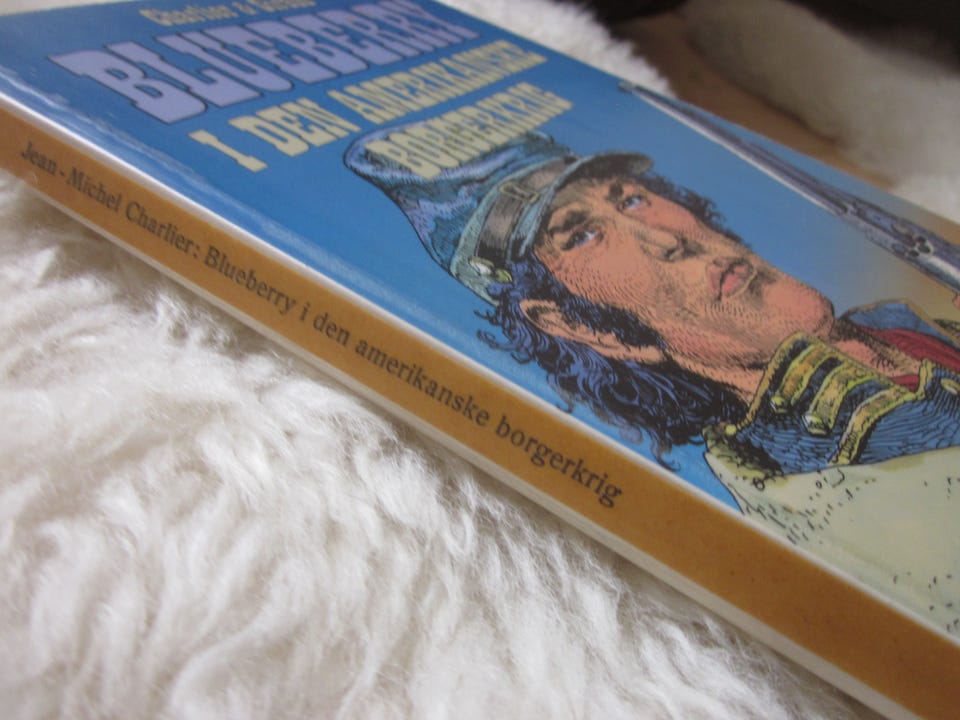 Charlier & Giraud
BLUEBERRY
I DEN AMERIKANSKE
BORGERKRIG
Jean-Michel Charlier: Blueberry i den amerikanske borgerkrig